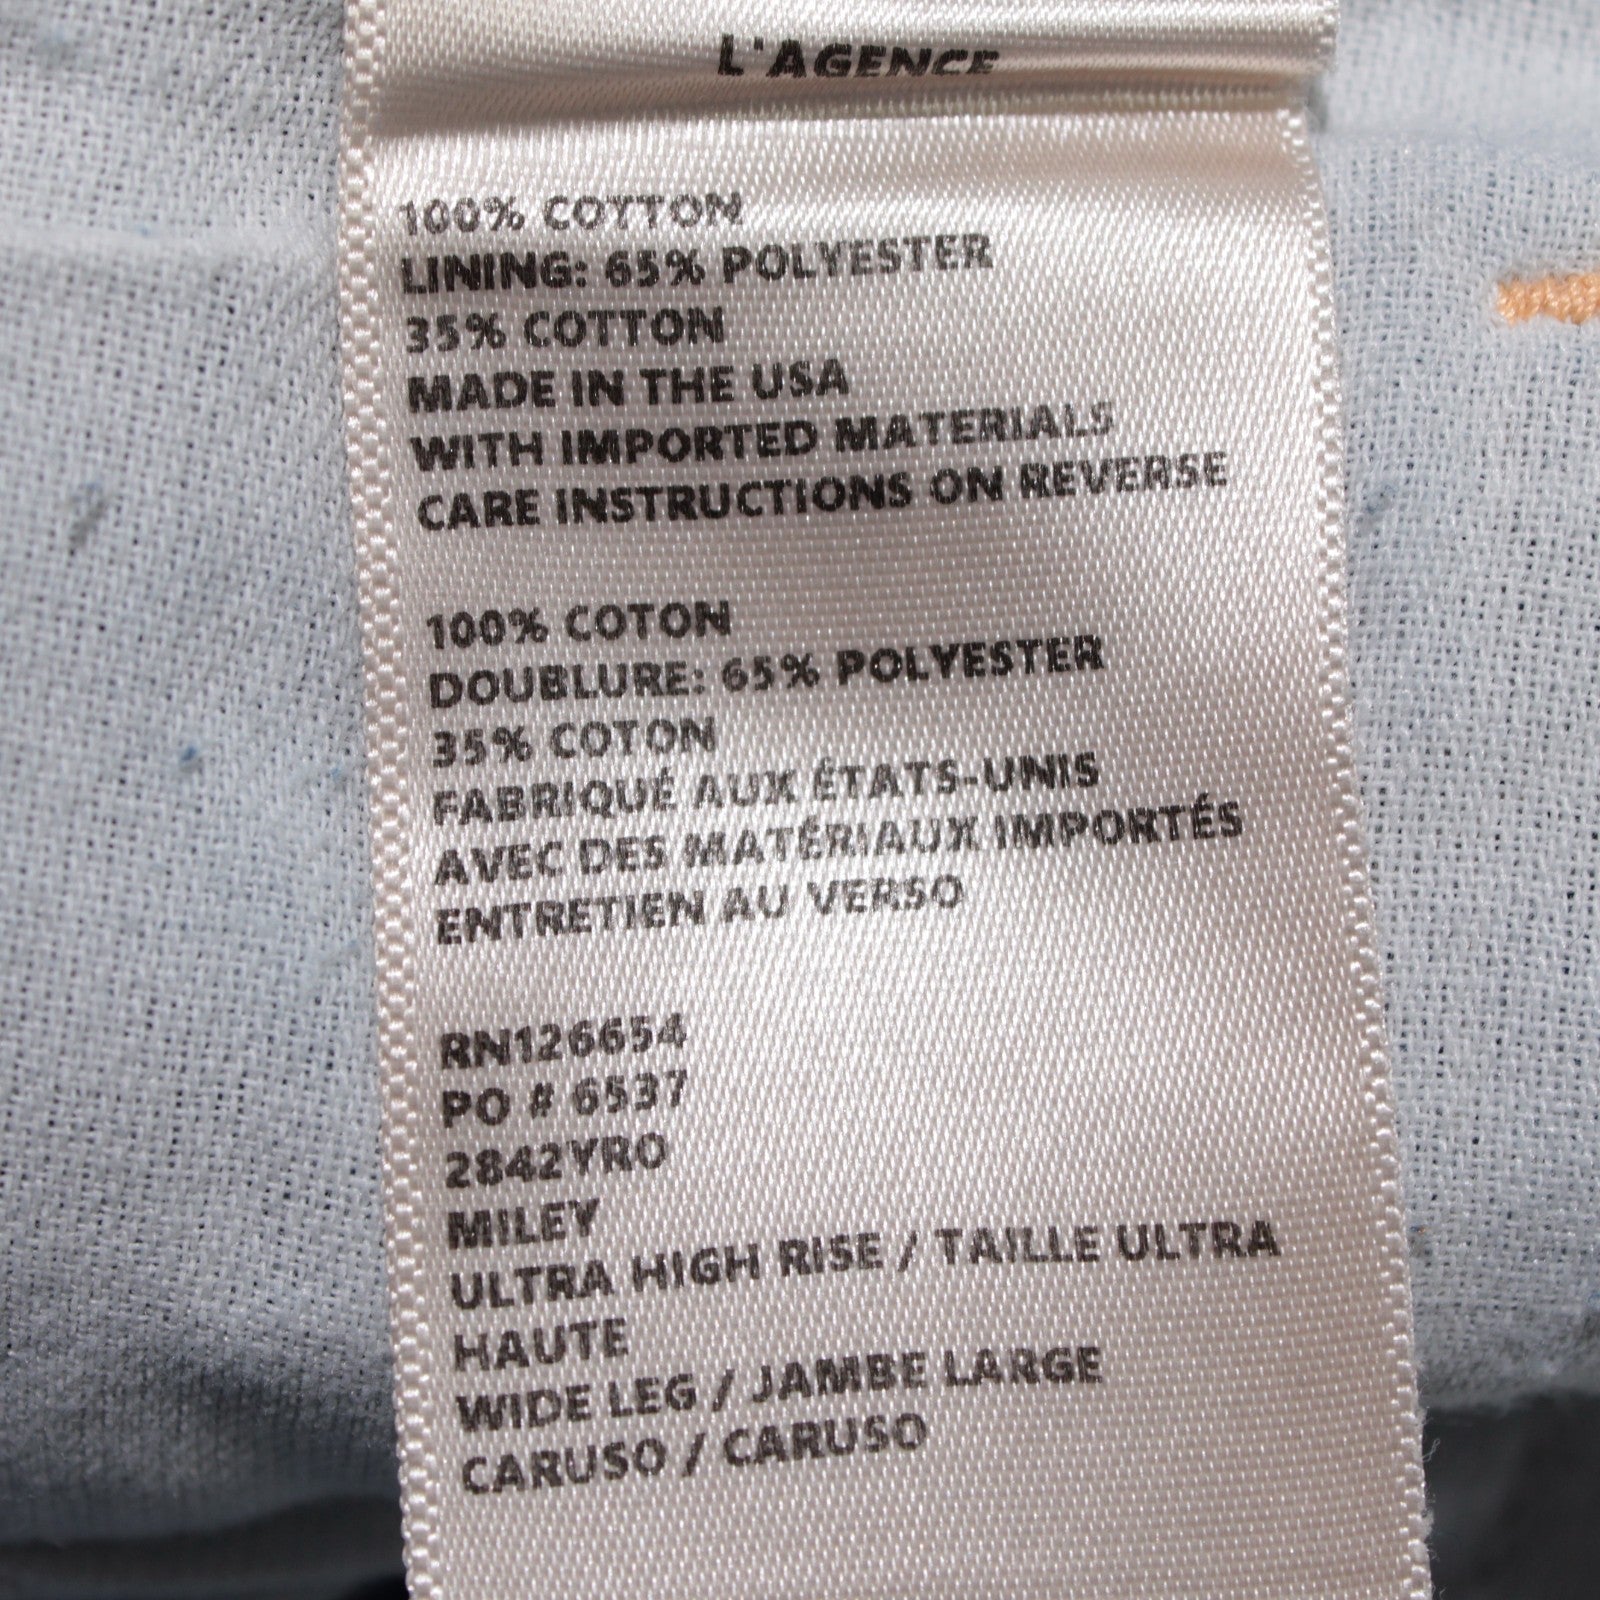 L'AGENCE
100% COTTON
LINING: 65% POLYESTER
35% COTTON
MADE IN THE USA
WITH IMPORTED MATERIALS
CARE INSTRUCTIONS ON REVERSE
100% COTON
DOUBLURE: 65% POLYESTER
35% COTON
FABRIQUÉ AUX ÉTATS-UNIS
AVEC DES MATÉRIAUX IMPORTÉS
ENTRETIEN AU VERSO
RN126654
PO # 6537
2842YRO
MILEY
ULTRA HIGH RISE / TAILLE ULTRA
HAUTE
WIDE LEG / JAMBE LARGE
CARUSO / CARUSO